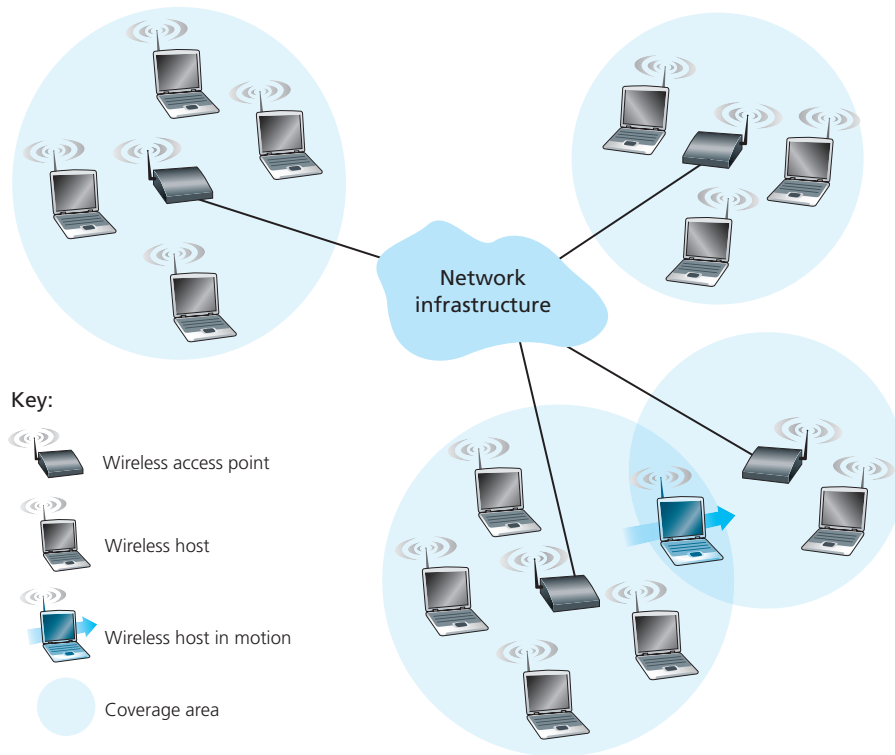 Network
infrastructure
Key:
Wireless access point
Wireless host
Wireless host in motion
Coverage area